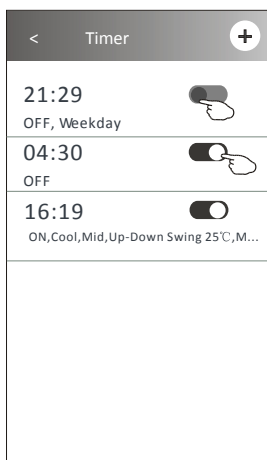 < Timer +
21:29
OFF, Weekday
04:30
OFF
16:19
ON,Cool,Mid,Up-Down Swing 25℃,M...